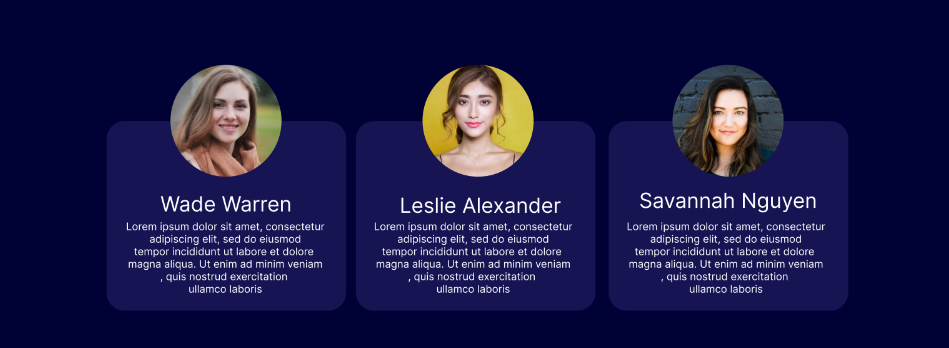 Wade Warren
Lorem ipsum dolor sit amet, consectetur
adipiscing elit, sed do eiusmod
tempor incididunt ut labore et dolore
magna aliqua. Ut enim ad minim veniam
, quis nostrud exercitation
ullamco laboris
Leslie Alexander
Lorem ipsum dolor sit amet, consectetur
adipiscing elit, sed do eiusmod
tempor incididunt ut labore et dolore
magna aliqua. Ut enim ad minim veniam
, quis nostrud exercitation
ullamco laboris
Savannah Nguyen
Lorem ipsum dolor sit amet, consectetur
adipiscing elit, sed do eiusmod
tempor incididunt ut labore et dolore
magna aliqua. Ut enim ad minim veniam
, quis nostrud exercitation
ullamco laboris